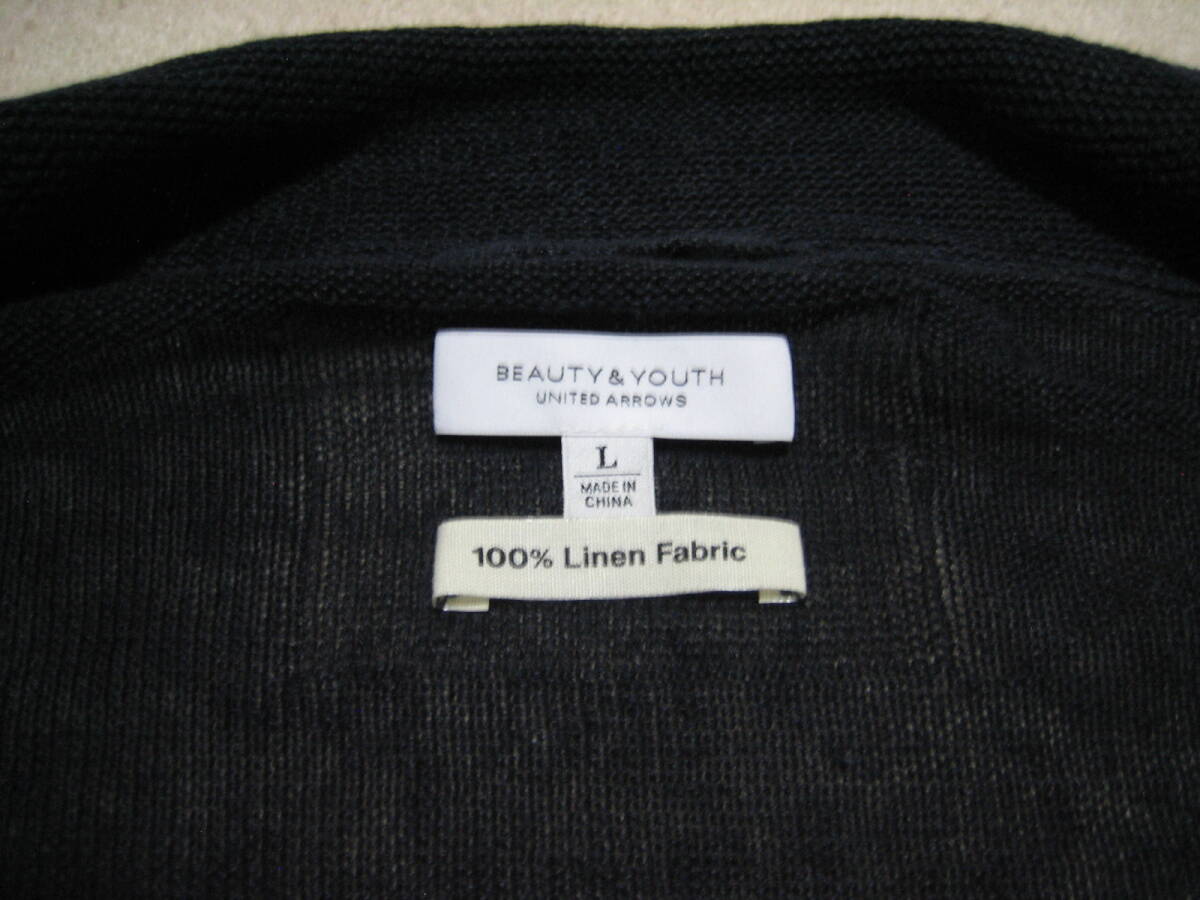 BEAUTY & YOUTH
UNITED ARROWS
L
MADE IN
CHINA
100% Linen Fabric